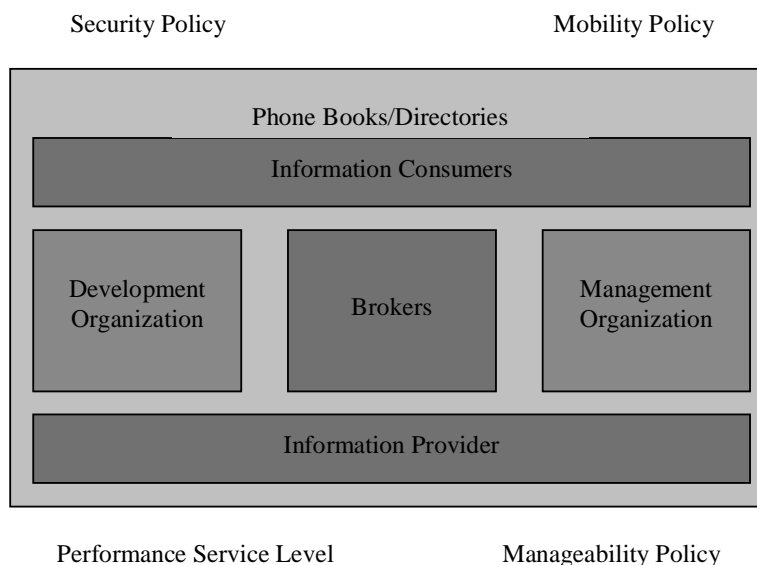 Security Policy Mobility Policy
Phone Books/Directories
Information Consumers
Development
Organization
Brokers
Management
Organization
Information Provider
Performance Service Level Manageability Policy